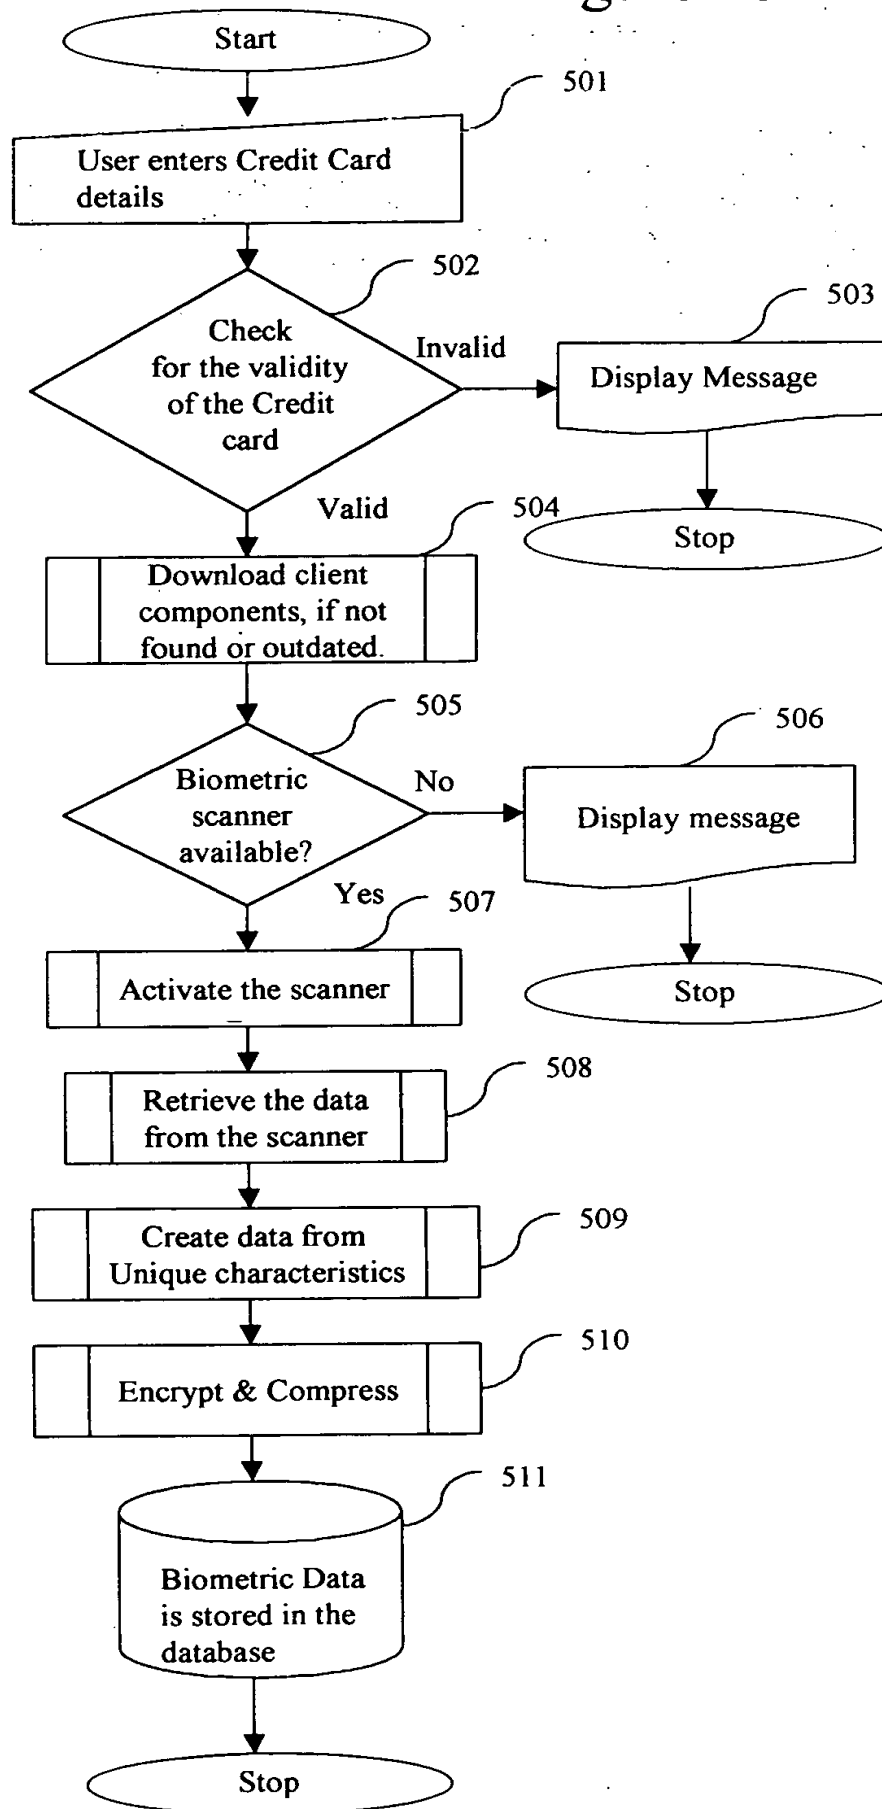 Start
501
User enters Credit Card
details
502
Check
for the validity
of the Credit
card
Invalid
503
Display Message
Stop
Valid
504
Download client
components, if not
found or outdated.
505
Biometric
scanner
available?
No
506
Display message
Stop
Yes
507
Activate the scanner
508
Retrieve the data
from the scanner
509
Create data from
Unique characteristics
510
Encrypt & Compress
511
Biometric Data
is stored in the
database
Stop